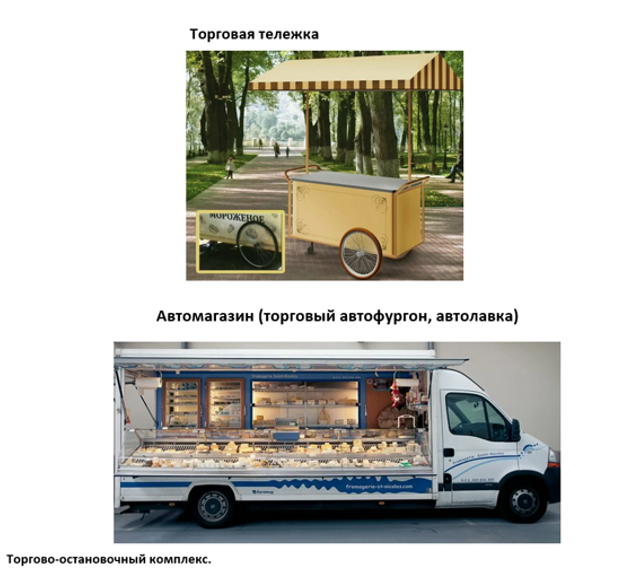 Торговая тележка
МОРОЖЕНОЕ
Автомагазин (торговый автофургон, автолавка)
fromagerie-st-nicolas.com
Торгово-остановочный комплекс.